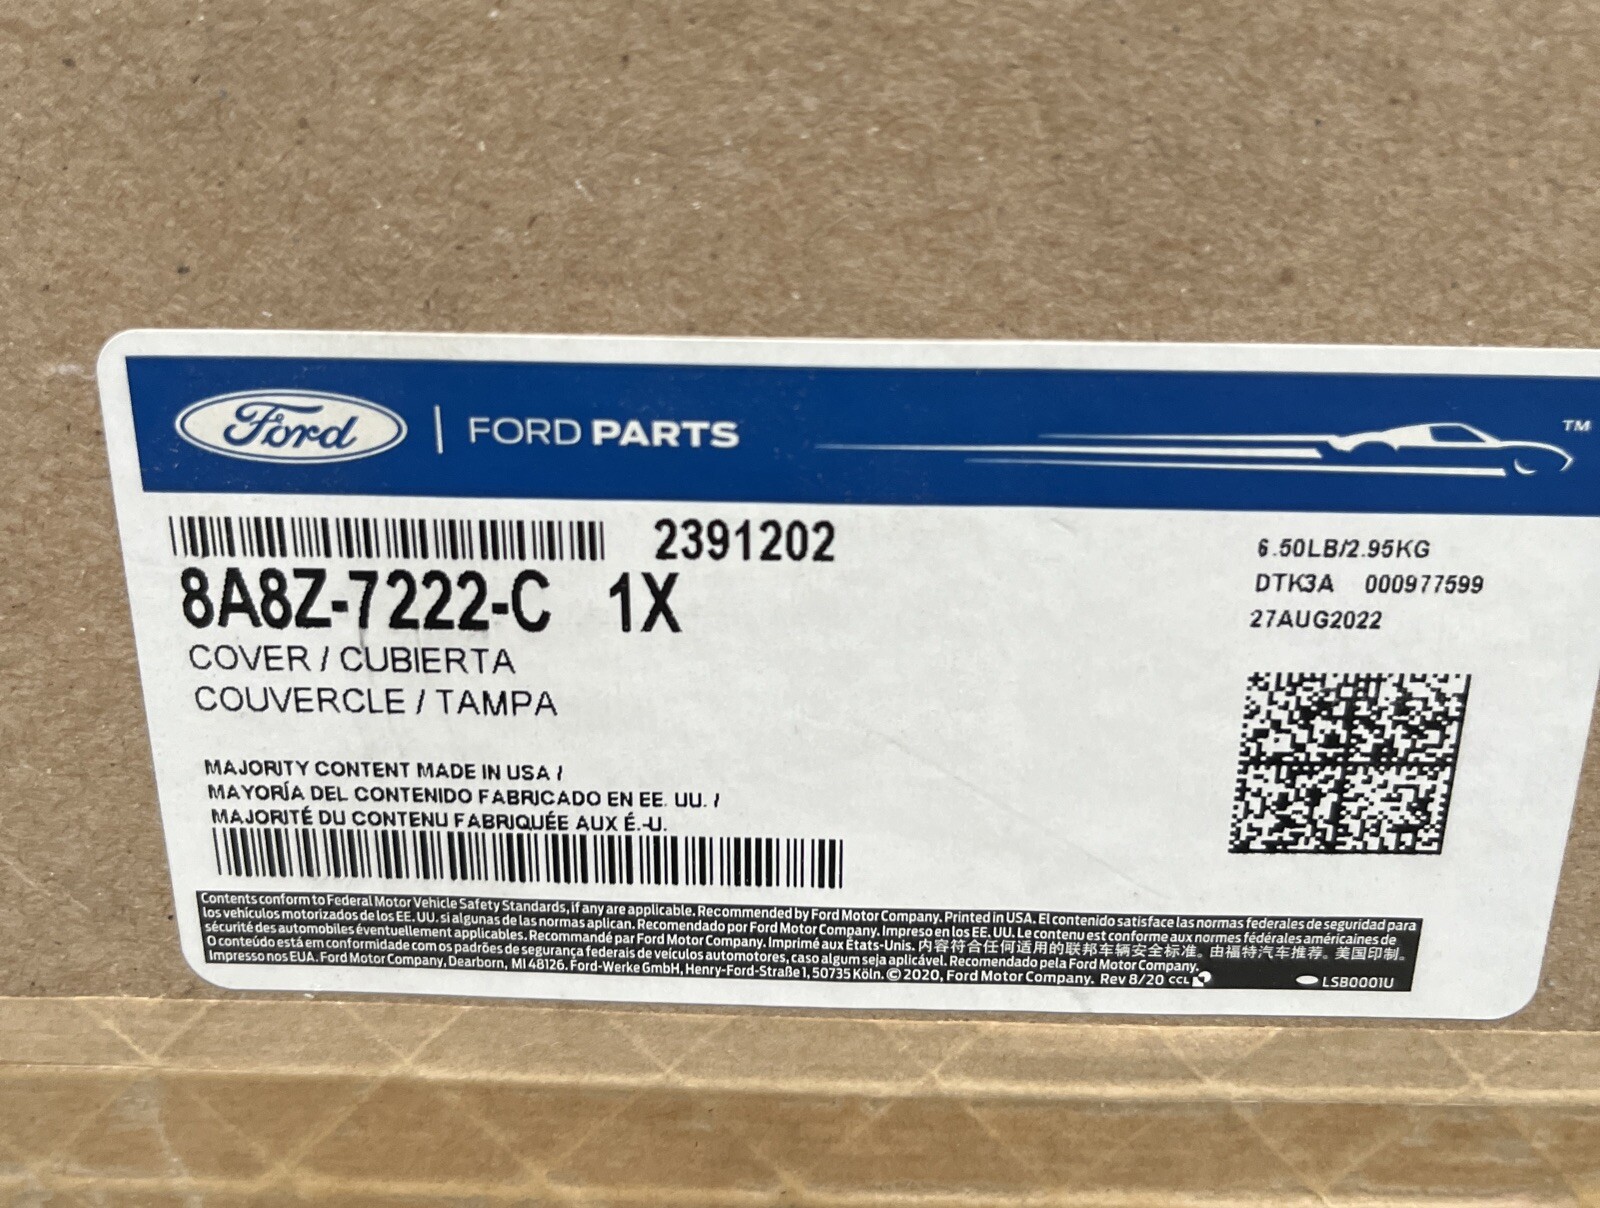 Ford | FORD PARTS TM
2391202
8A8Z-7222-C 1X
COVER / CUBIERTA
COUVERCLE / TAMPA
6.50LB/2.95KG
DTK3A 000977599
27AUG2022
MAJORITY CONTENT MADE IN USA /
MAYORÍA DEL CONTENIDO FABRICADO EN EE. UU. /
MAJORITÉ DU CONTENU FABRIQUÉE AUX É.-U.
Contents conform to Federal Motor Vehicle Safety Standards, if any are applicable. Recommended by Ford Motor Company. Printed in USA. El contenido satisface las normas federales de seguridad para
los vehículos motorizados de los EE. UU. si algunas de las normas aplican. Recomendado por Ford Motor Company. Impreso en los EE. UU. Le contenu est conforme aux normes fédérales américaines de
sécurité des automobiles éventuellement applicables. Recommandé par Ford Motor Company. Imprimé aux États-Unis. 内容符合任何适用的联邦车辆安全标准。由福特汽车推荐。美国印制。
O conteúdo está em conformidade com os padrões de segurança federais de veículos automotores, caso algum seja aplicável. Recomendado pela Ford Motor Company.
Impresso nos EUA. Ford Motor Company, Dearborn, MI 48126. Ford-Werke GmbH, Henry-Ford-Straße 1, 50735 Köln. © 2020, Ford Motor Company. Rev 8/20 CCL
LSB0001U